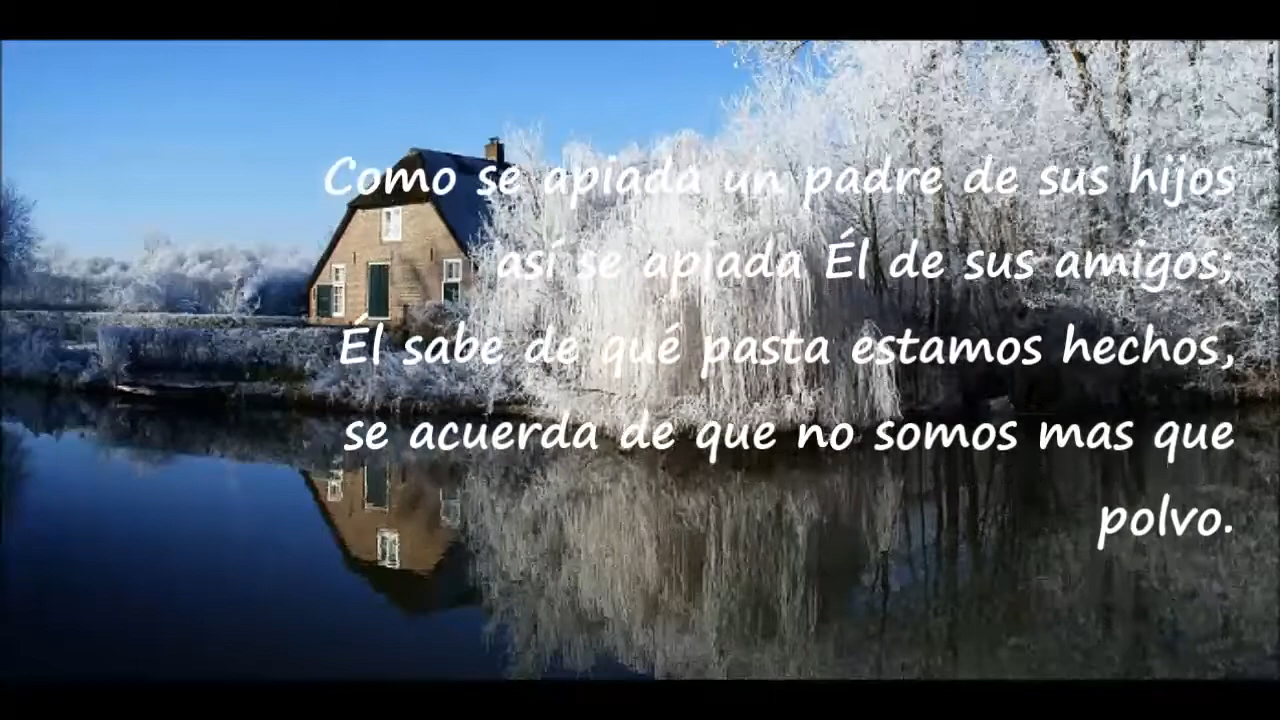 Como se apiada un padre de sus hijos
así se apiada Él de sus amigos;
El sabe de qué pasta estamos hechos,
se acuerda de que no somos mas que
polvo.